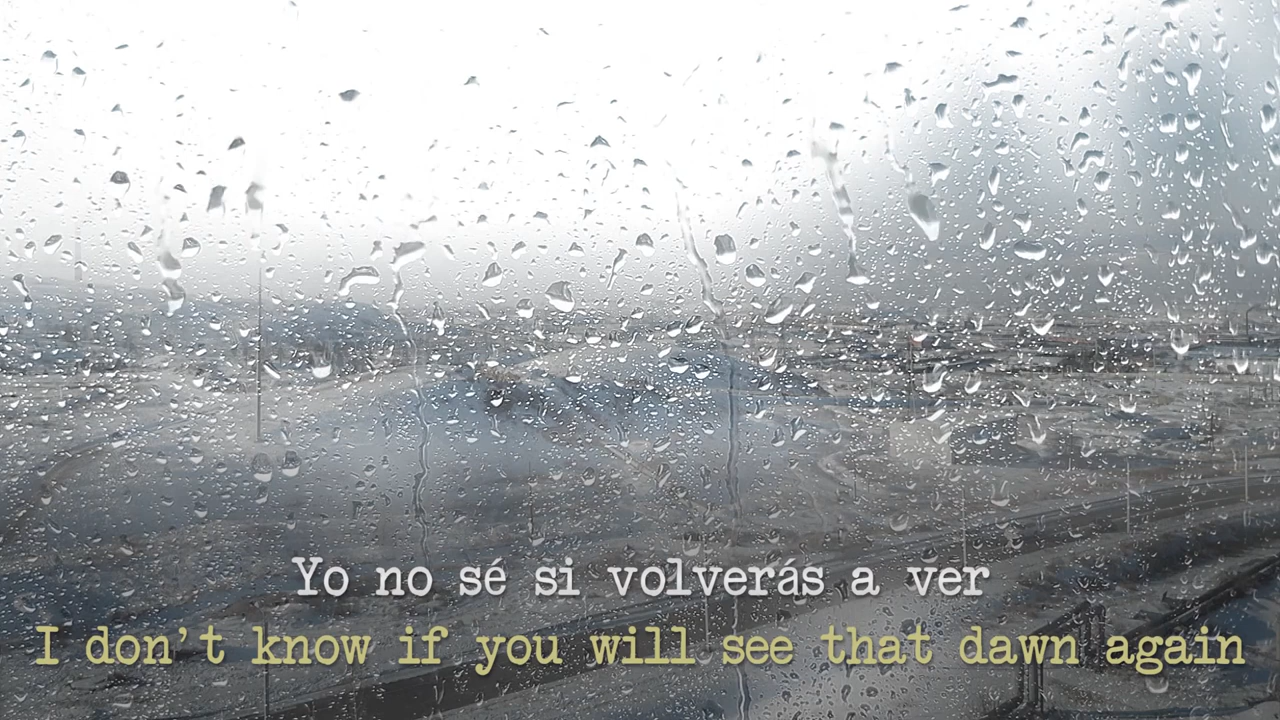 Yo no sé si volverás a ver
I don't know if you will see that dawn again